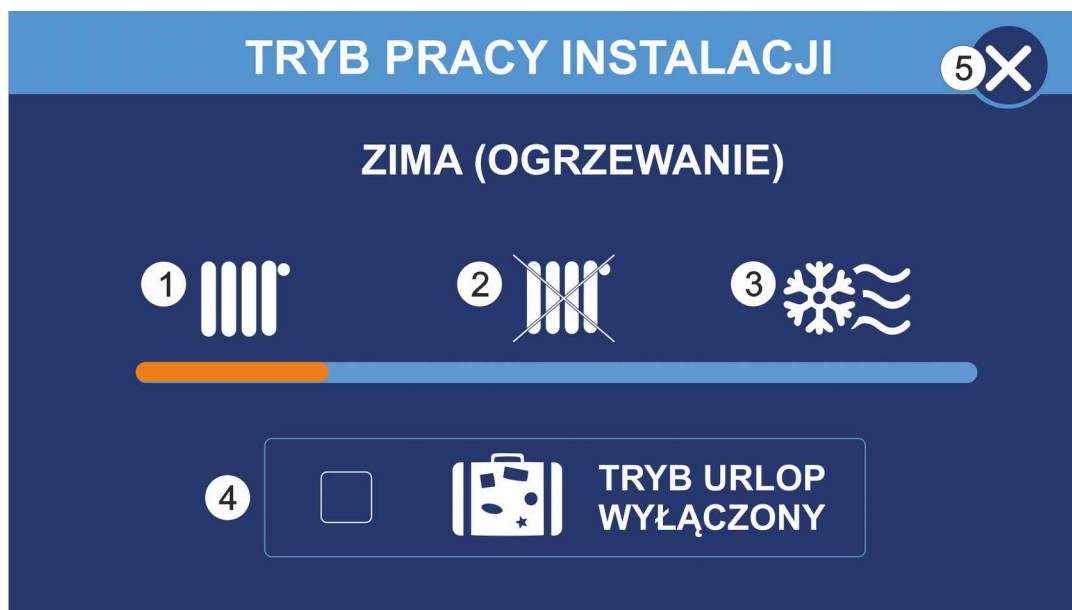 TRYB PRACY INSTALACJI
5
ZIMA (OGRZEWANIE)
1
2
3
4
TRYB URLOP
WYŁĄCZONY